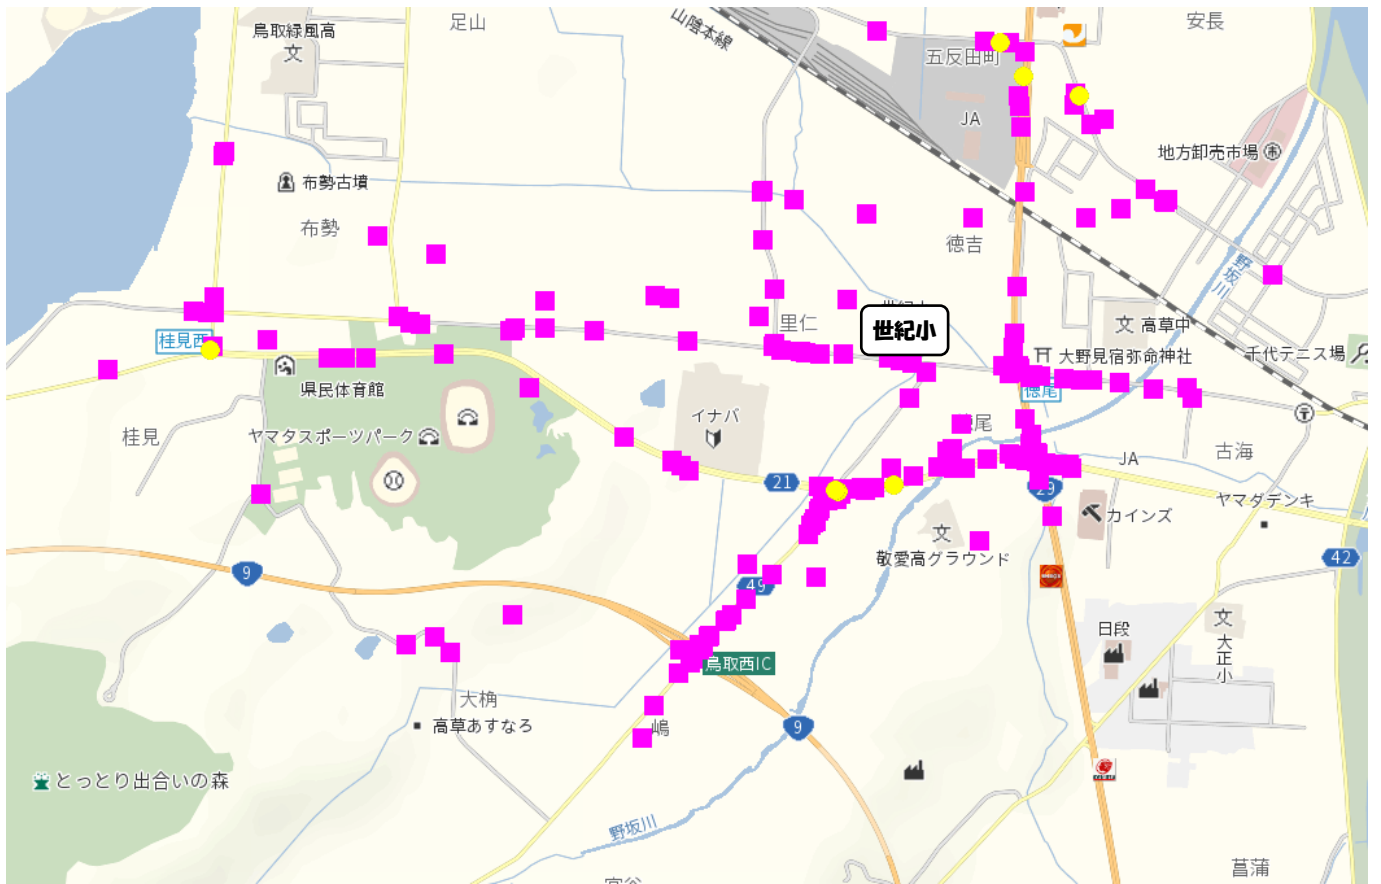 足山
山陰本線
安長
鳥取緑風高
文
五反田町
JA
地方卸売市場
布勢古墳
布勢
徳吉
野坂川
桂見西
里仁
世紀小
文 高草中
大野見宿弥命神社
千代テニス場
県民体育館
徳尾
イナバ
桂見
ヤマタスポーツパーク
尾
JA
古海
21
29
ヤマダデンキ
カインズ
文
敬愛高グラウンド
42
9
49
文
大正小
日段
鳥取西IC
大桷
高草あすなろ
嶋
9
とっとり出合いの森
野坂川
菖蒲